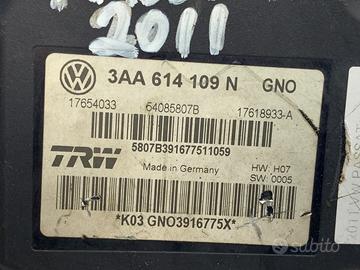 2011
3AA 614 109 N GNO
17654033 54085807B 17618933-A
5807B391677511059
TRW
Made in Germany
HW: H07
SW: 0005
*K03 GNO3916775X*
subito